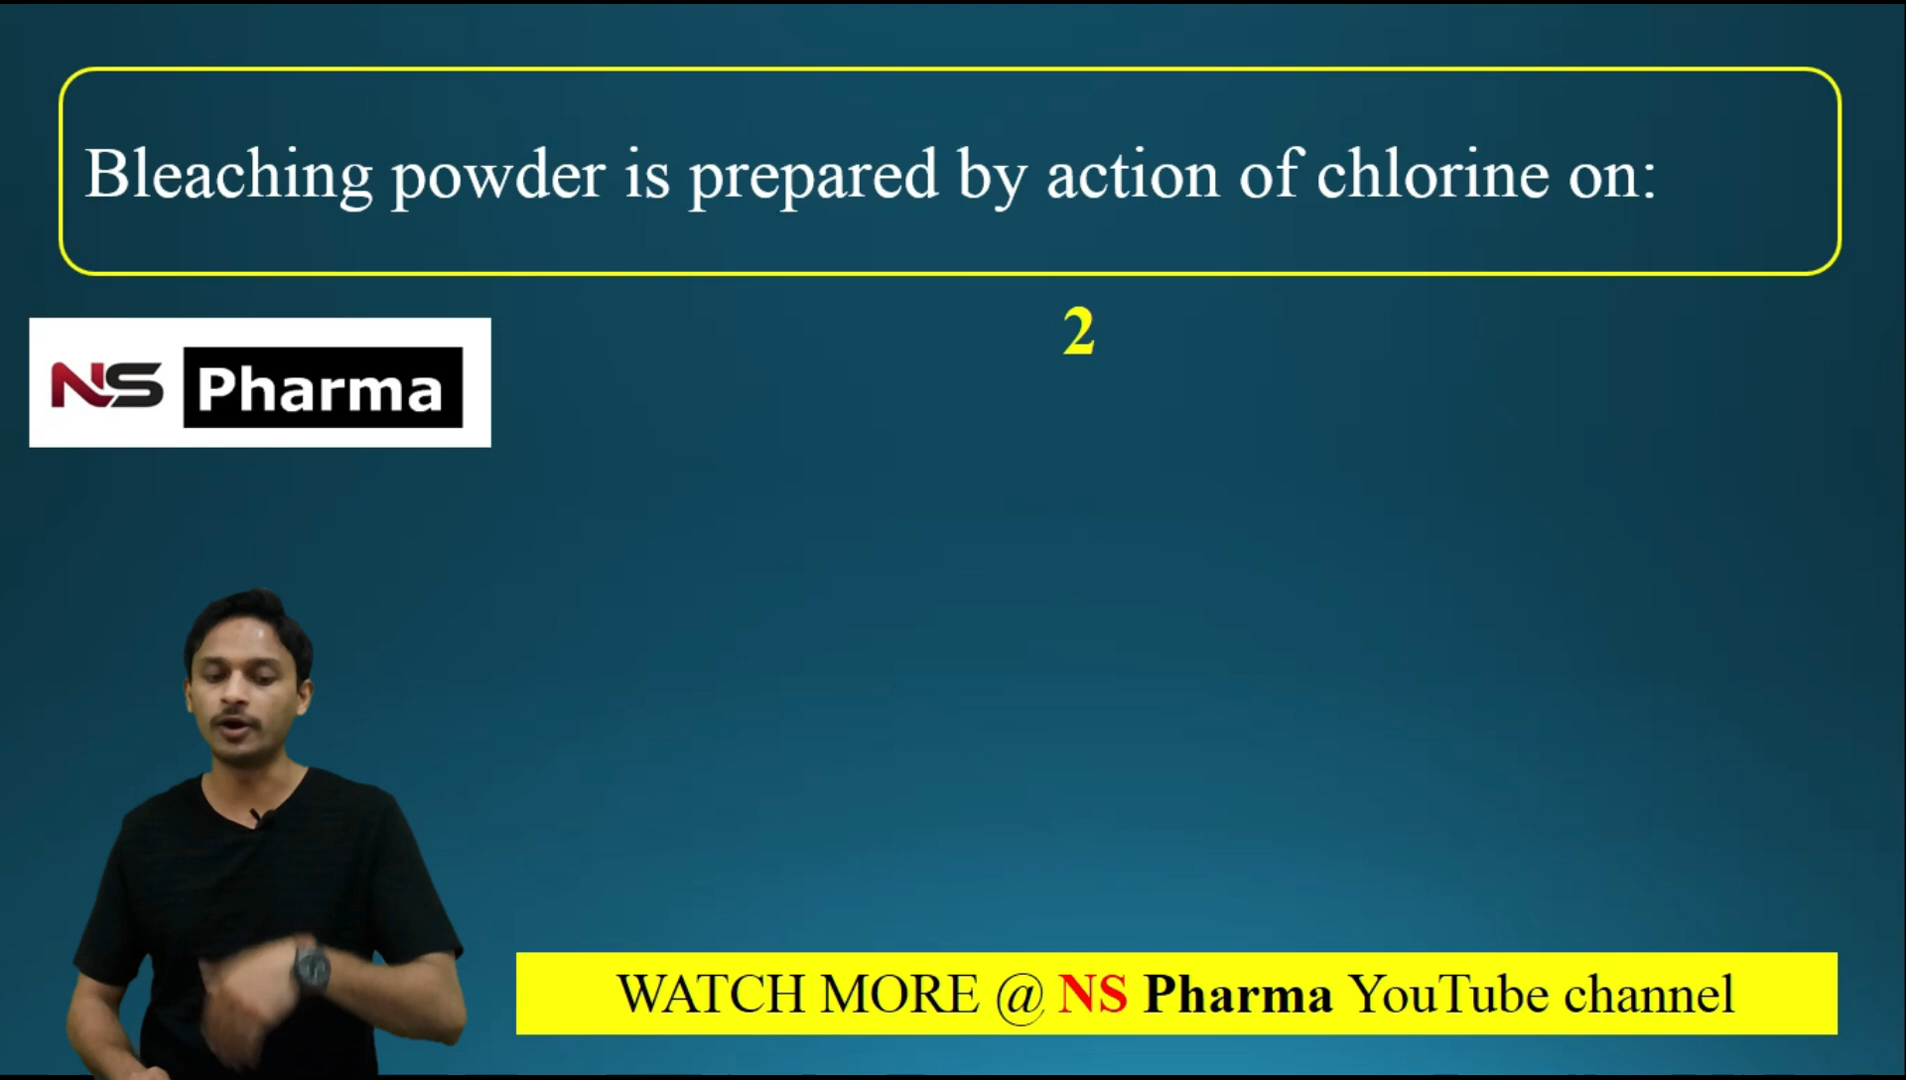 Bleaching powder is prepared by action of chlorine on:
2
NS Pharma
WATCH MORE @ NS Pharma YouTube channel